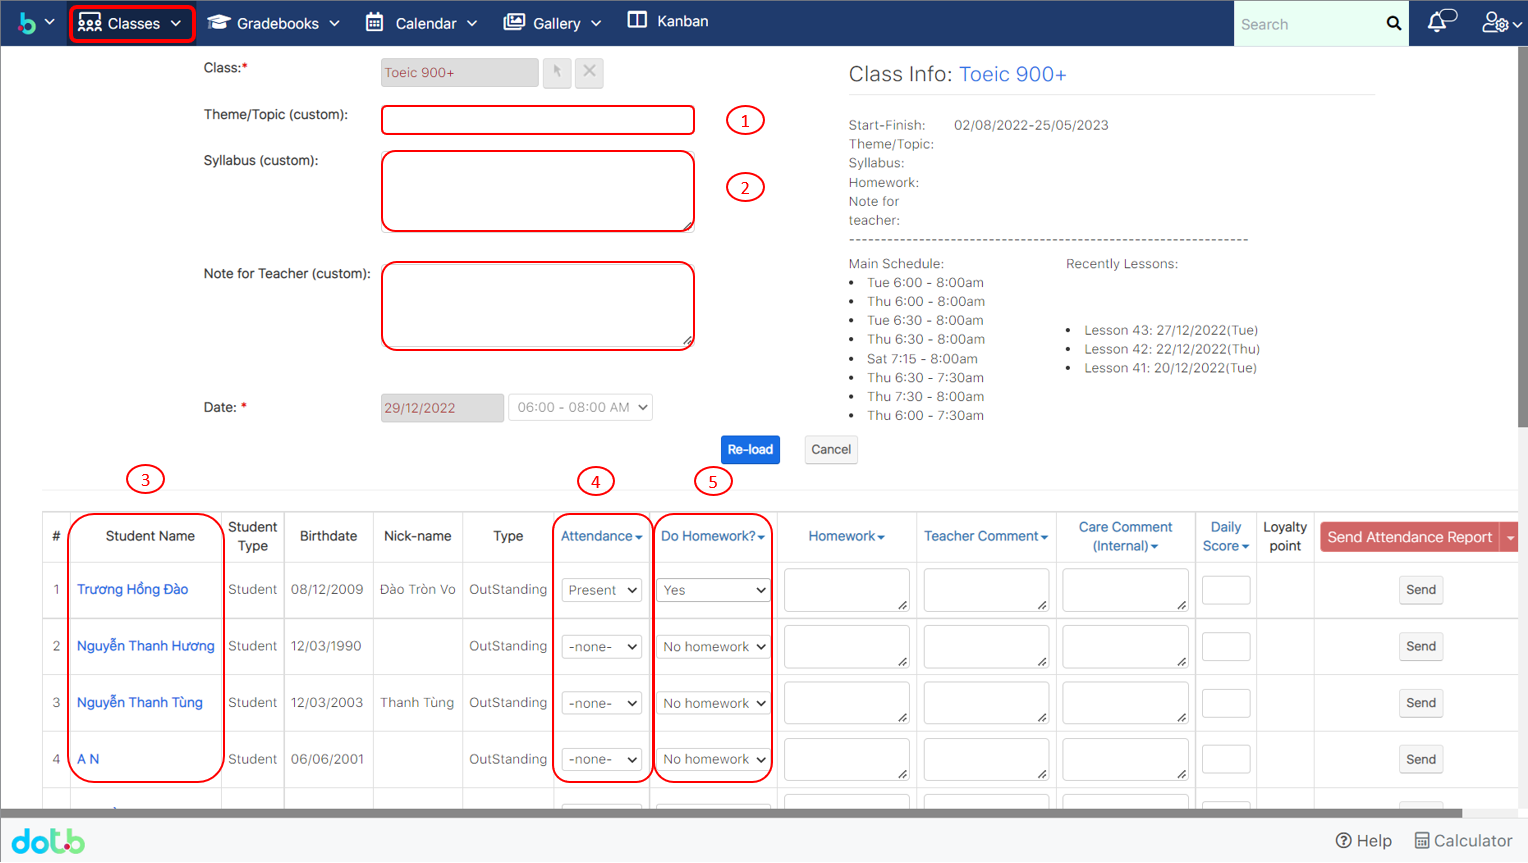 Classes
Gradebooks
Calendar
Gallery
Kanban
Search
Class:*
Toeic 900+
Theme/Topic (custom):
1
Syllabus (custom):
2
Note for Teacher (custom):
Date: *
29/12/2022
06:00 - 08:00 AM
Class Info: Toeic 900+
Start-Finish: 02/08/2022-25/05/2023
Theme/Topic:
Syllabus:
Homework:
Note for
teacher:
Main Schedule:
• Tue 6:00 - 8:00am
• Thu 6:00 - 8:00am
• Tue 6:30 - 8:00am
• Thu 6:30 - 8:00am
• Sat 7:15 - 8:00am
• Thu 6:30 - 7:30am
• Thu 7:30 - 8:00am
• Thu 6:00 - 7:30am
Recently Lessons:
• Lesson 43: 27/12/2022(Tue)
• Lesson 42: 22/12/2022(Thu)
• Lesson 41: 20/12/2022(Tue)
Re-load
Cancel
3
4
5
# Student Name Student Type Birthdate Nick-name Type Attendance Do Homework? Homework Teacher Comment Care Comment (Internal) Daily Score Loyalty point Send Attendance Report
1 Trương Hồng Đào Student 08/12/2009 Đào Tròn Vo OutStanding Present Yes Send
2 Nguyễn Thanh Hương Student 12/03/1990 OutStanding -none- No homework Send
3 Nguyễn Thanh Tùng Student 12/03/2003 Thanh Tùng OutStanding -none- No homework Send
4 A N Student 06/06/2001 OutStanding -none- No homework Send
dotb
Help
Calculator